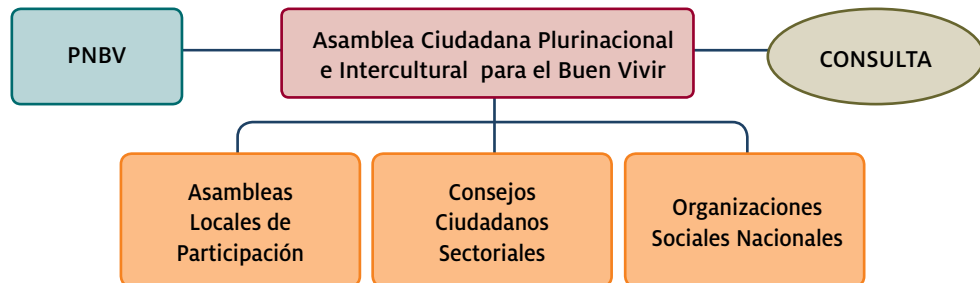 PNBV
Asamblea Ciudadana Plurinacional
e Intercultural para el Buen Vivir
CONSULTA
Asambleas
Locales de
Participación
Consejos
Ciudadanos
Sectoriales
Organizaciones
Sociales Nacionales